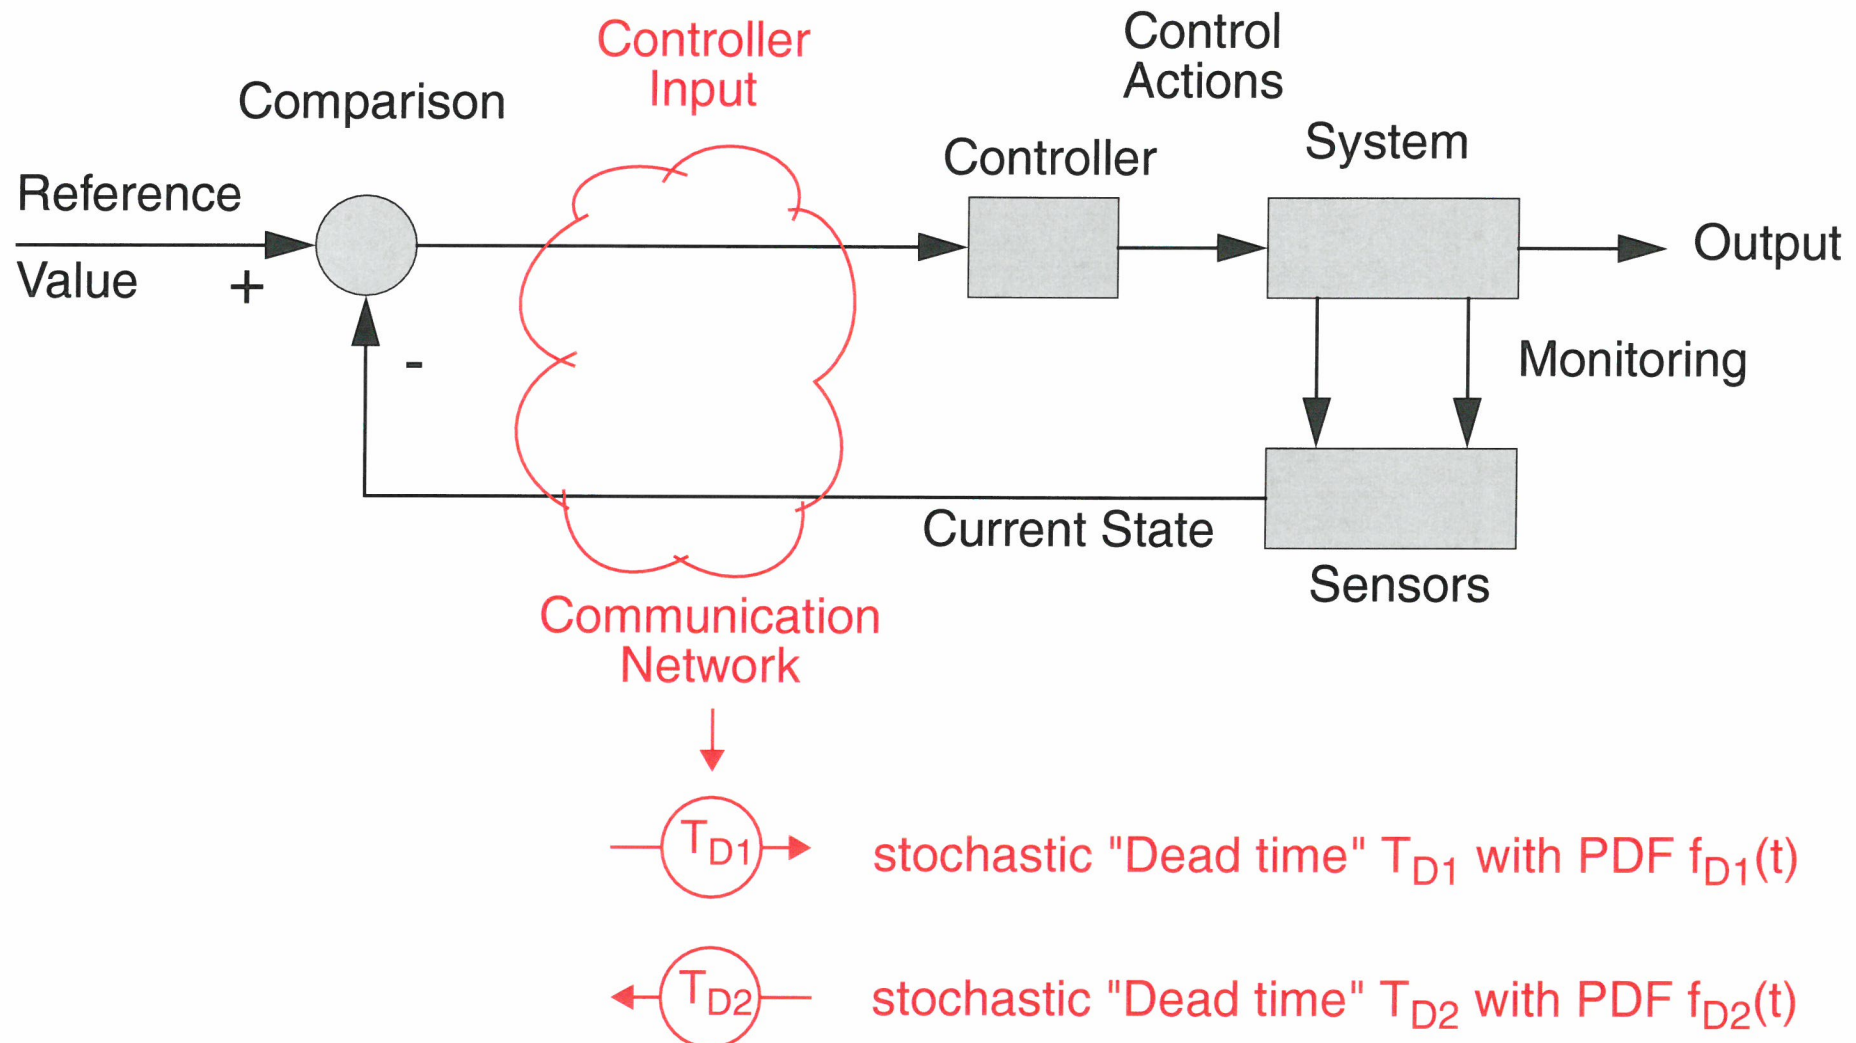 Controller
Input
Control
Actions
Comparison
Controller
System
Reference
Value
+
-
Output
Monitoring
Current State
Sensors
Communication
Network
TD1
stochastic "Dead time" TD1 with PDF fD1(t)
TD2
stochastic "Dead time" TD2 with PDF fD2(t)